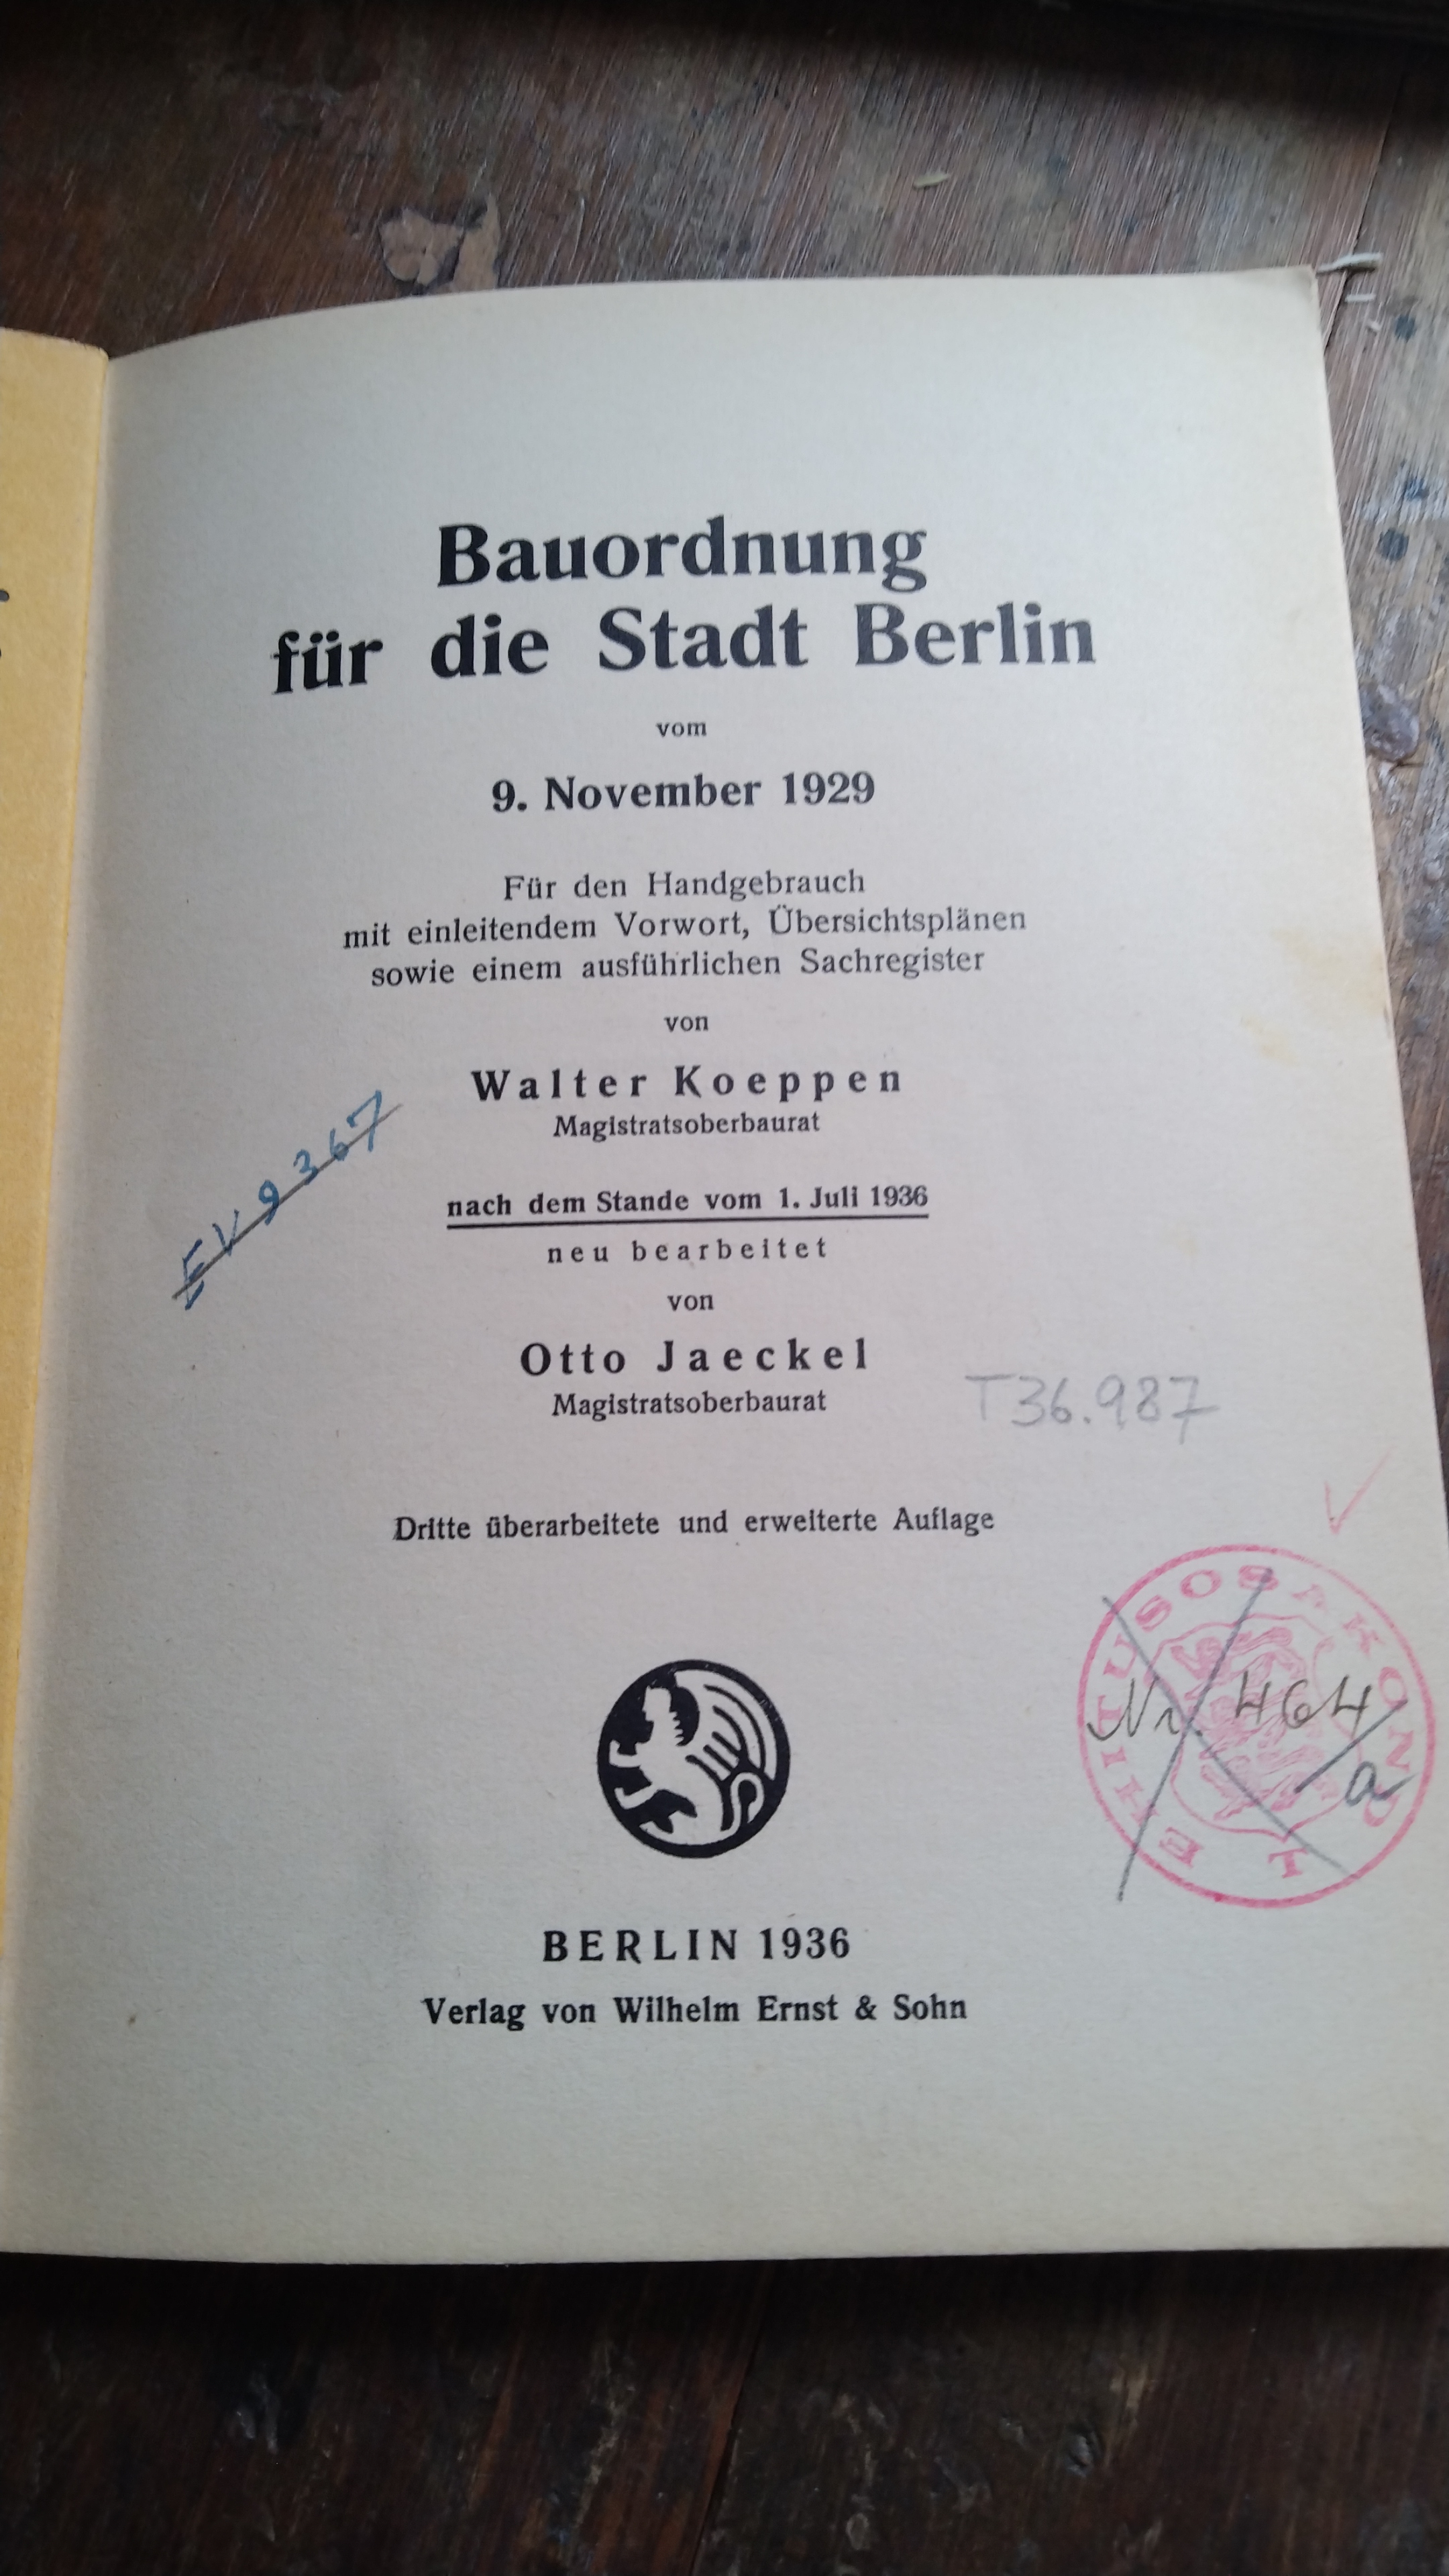 Bauordnung
für die Stadt Berlin
vom
9. November 1929
Für den Handgebrauch
mit einleitendem Vorwort, Übersichtsplänen
sowie einem ausführlichen Sachregister
von
Walter Koeppen
Magistratsoberbaurat
EV 9367
nach dem Stande vom 1. Juli 1936
neu bearbeitet
von
Otto Jaeckel
Magistratsoberbaurat
T36.987
Dritte überarbeitete und erweiterte Auflage
EHITUSOSAKOND
Nr. 464/a
BERLIN 1936
Verlag von Wilhelm Ernst & Sohn